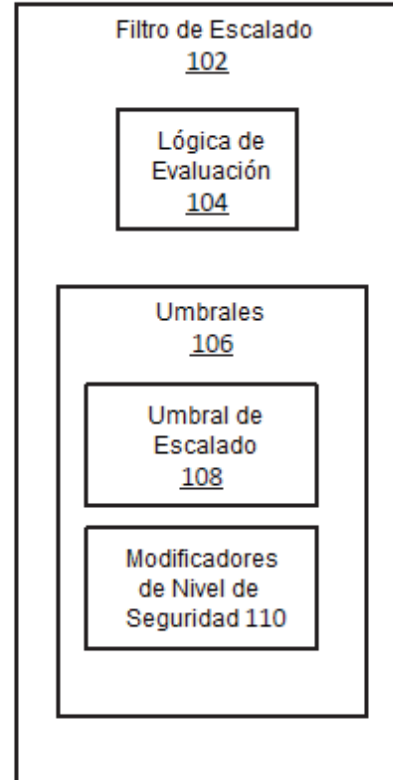 Filtro de Escalado
102
Lógica de
Evaluación
104
Umbrales
106
Umbral de
Escalado
108
Modificadores
de Nivel de
Seguridad 110